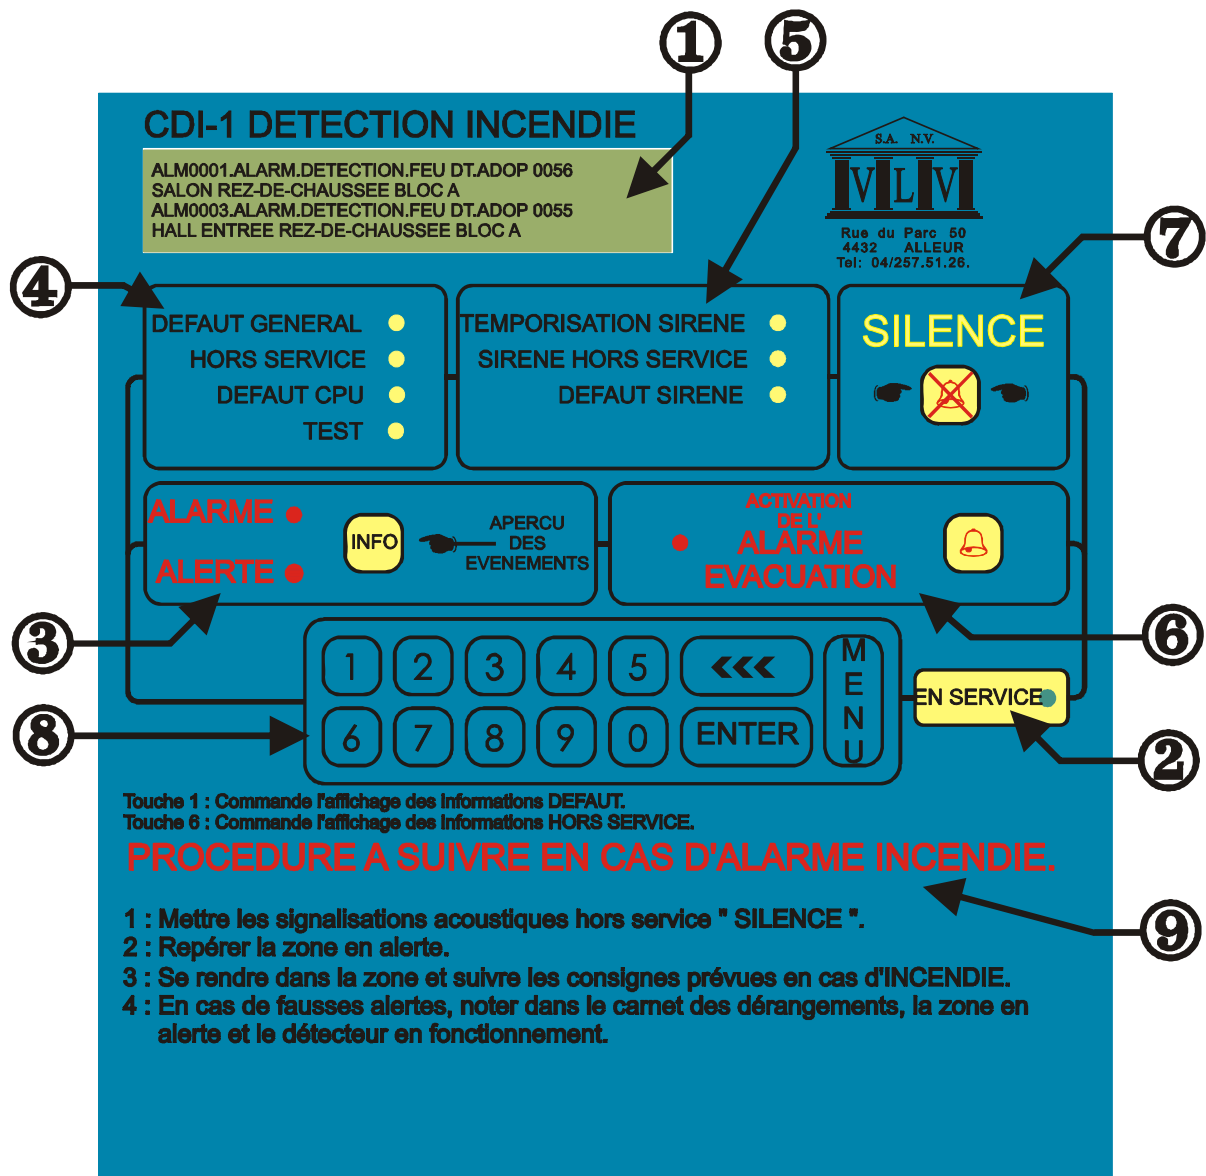 1
5
CDI-1 DETECTION INCENDIE
ALM0001.ALARM.DETECTION.FEU DT.ADOP 0056
SALON REZ-DE-CHAUSSEE BLOC A
ALM0003.ALARM.DETECTION.FEU DT.ADOP 0055
HALL ENTREE REZ-DE-CHAUSSEE BLOC A
S.A. N.V.
V L V
Rue du Parc 50
4432 ALLEUR
Tel: 04/257.51.26.
7
4
DEFAUT GENERAL
HORS SERVICE
DEFAUT CPU
TEST
TEMPORISATION SIRENE
SIRENE HORS SERVICE
DEFAUT SIRENE
SILENCE
ALARME
ALERTE
INFO
APERCU
DES
EVENEMENTS
ACTIVATION
DE L'
ALARME
EVACUATION
3
6
1 2 3 4 5 <<<
6 7 8 9 0 ENTER
MENU
EN SERVICE
8
2
Touche 1 : Commande l'affichage des informations DEFAUT.
Touche 6 : Commande l'affichage des informations HORS SERVICE.
PROCEDURE A SUIVRE EN CAS D'ALARME INCENDIE.
9
1 : Mettre les signalisations acoustiques hors service " SILENCE ".
2 : Repérer la zone en alerte.
3 : Se rendre dans la zone et suivre les consignes prévues en cas d'INCENDIE.
4 : En cas de fausses alertes, noter dans le carnet des dérangements, la zone en
alerte et le détecteur en fonctionnement.